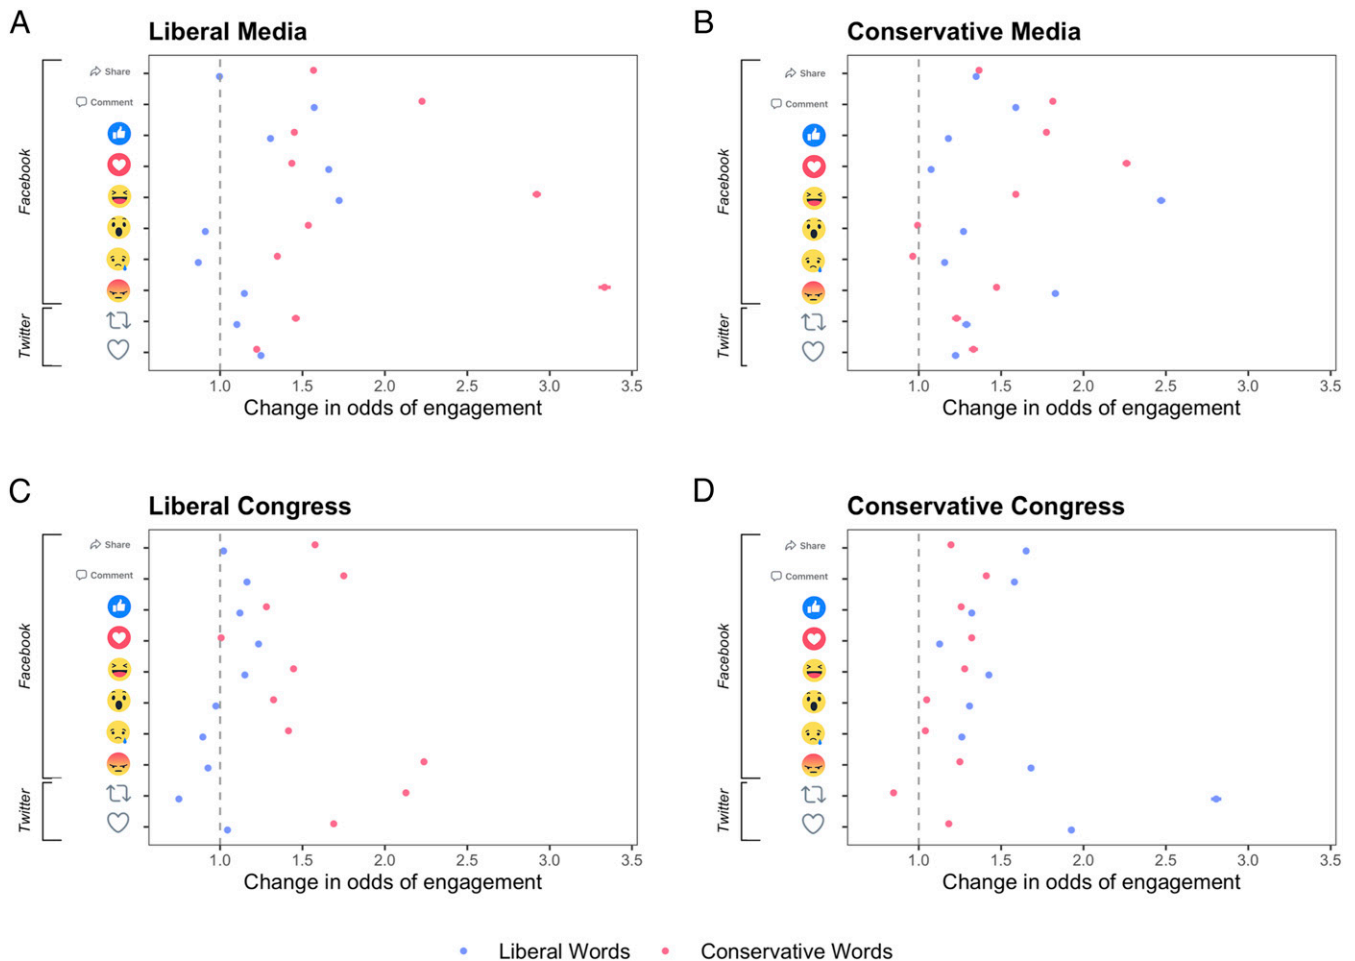 A
Liberal Media
Facebook
Share
Comment
Twitter
1.0 1.5 2.0 2.5 3.0 3.5
Change in odds of engagement
B
Conservative Media
Facebook
Share
Comment
Twitter
1.0 1.5 2.0 2.5 3.0 3.5
Change in odds of engagement
C
Liberal Congress
Facebook
Share
Comment
Twitter
1.0 1.5 2.0 2.5 3.0 3.5
Change in odds of engagement
D
Conservative Congress
Facebook
Share
Comment
Twitter
1.0 1.5 2.0 2.5 3.0 3.5
Change in odds of engagement
Liberal Words Conservative Words